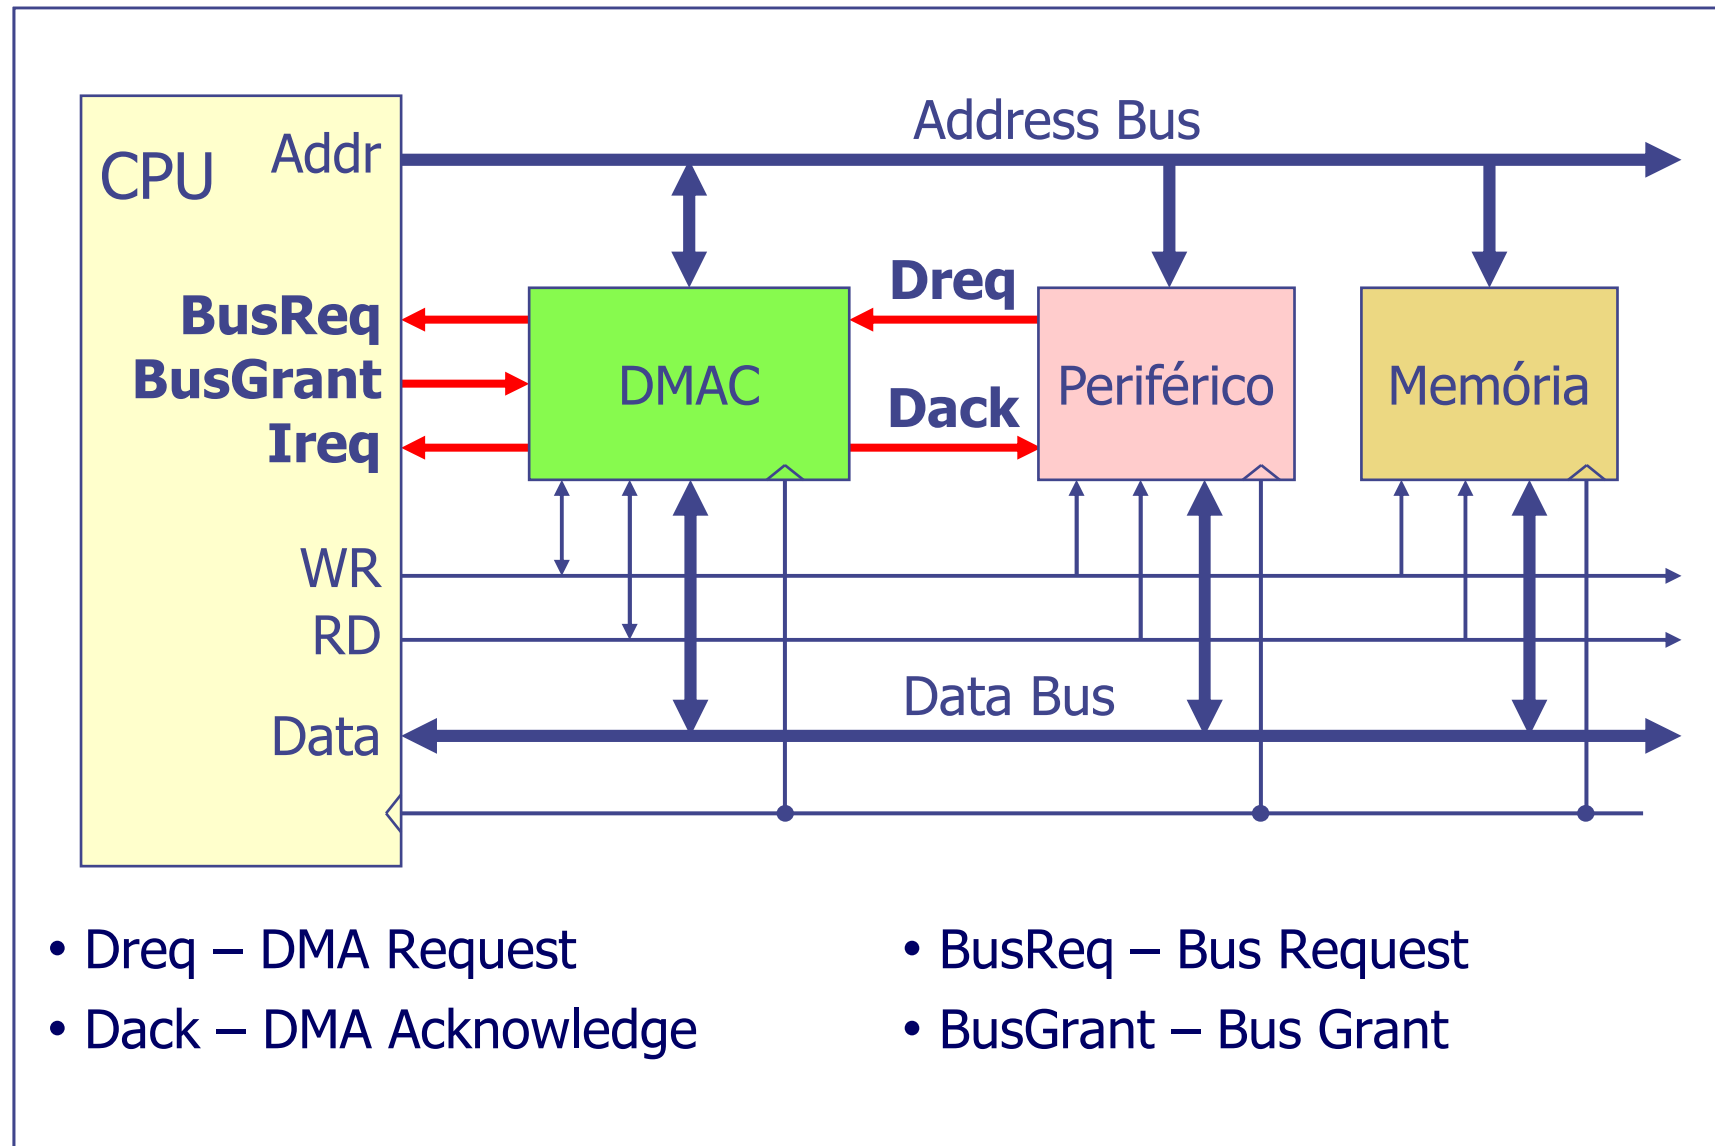 Address Bus
CPU
Addr
BusReq
BusGrant
Ireq
Dreq
Dack
DMAC
Periférico
Memória
WR
RD
Data Bus
Data
• Dreq – DMA Request
• Dack – DMA Acknowledge
• BusReq – Bus Request
• BusGrant – Bus Grant